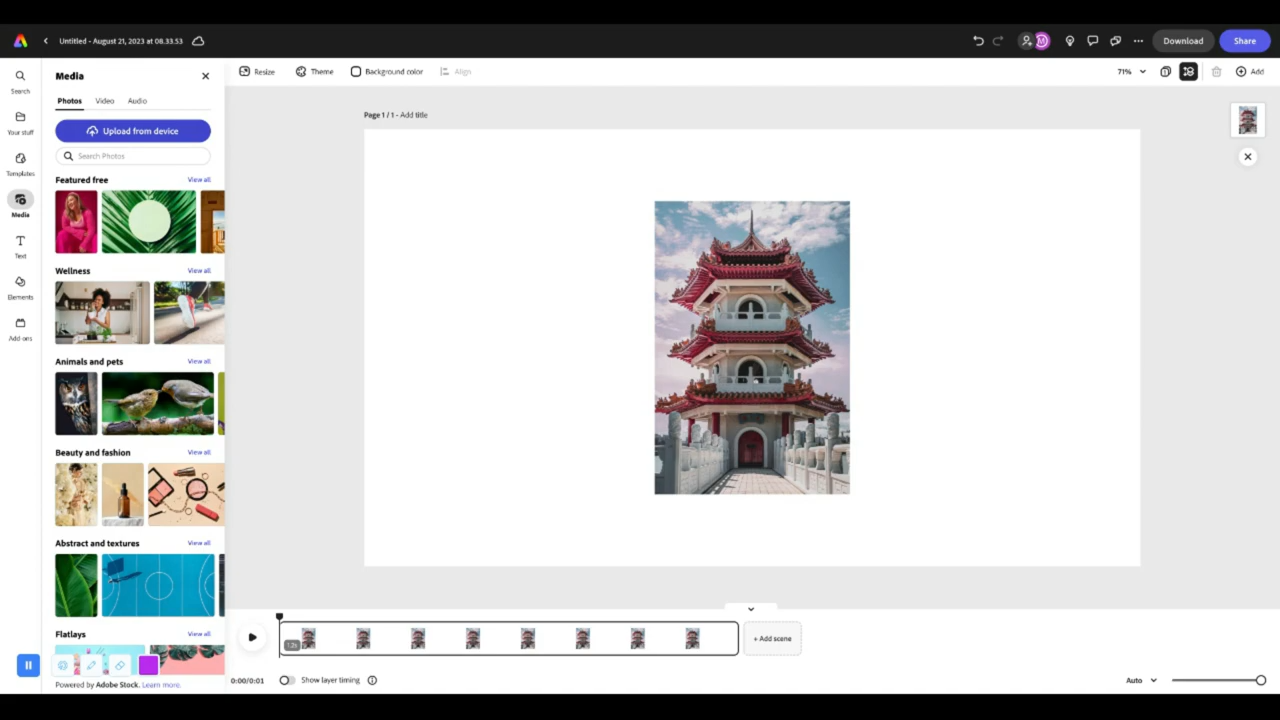 Untitled - August 21, 2023 at 08.33.53
Download
Share
Search
Your stuff
Templates
Media
Text
Elements
Add-ons
Media
Photos Video Audio
Upload from device
Search Photos
Featured free View all
Wellness View all
Animals and pets View all
Beauty and fashion View all
Abstract and textures View all
Flatlays View all
Powered by Adobe Stock. Learn more.
Resize Theme Background color Align
71%
Add
Page 1 / 1 - Add title
+ Add scene
0:00/0:01
Show layer timing
Auto